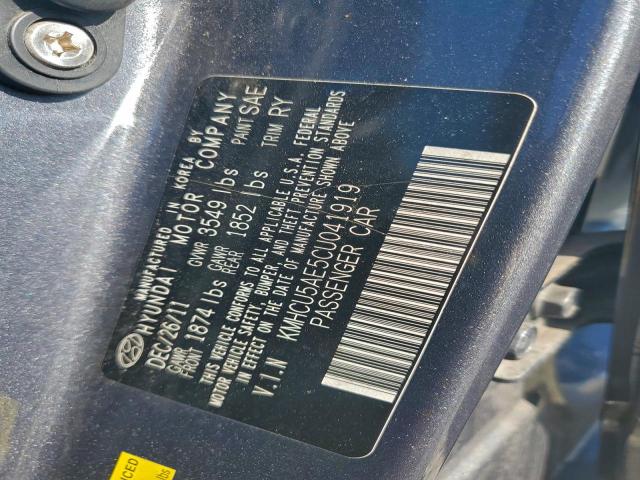 MANUFACTURED IN KOREA BY
HYUNDAI MOTOR COMPANY
DEC/26/11 GVWR 3549 lbs PAINT SAE
GAWR FRONT 1874 lbs GAWR REAR 1852 lbs TRIM RY
THIS VEHICLE CONFORMS TO ALL APPLICABLE U.S.A. FEDERAL
MOTOR VEHICLE SAFETY, BUMPER, AND THEFT PREVENTION STANDARDS
IN EFFECT ON THE DATE OF MANUFACTURE SHOWN ABOVE
V.I.N KMHCU5AE5CU041919
PASSENGER CAR